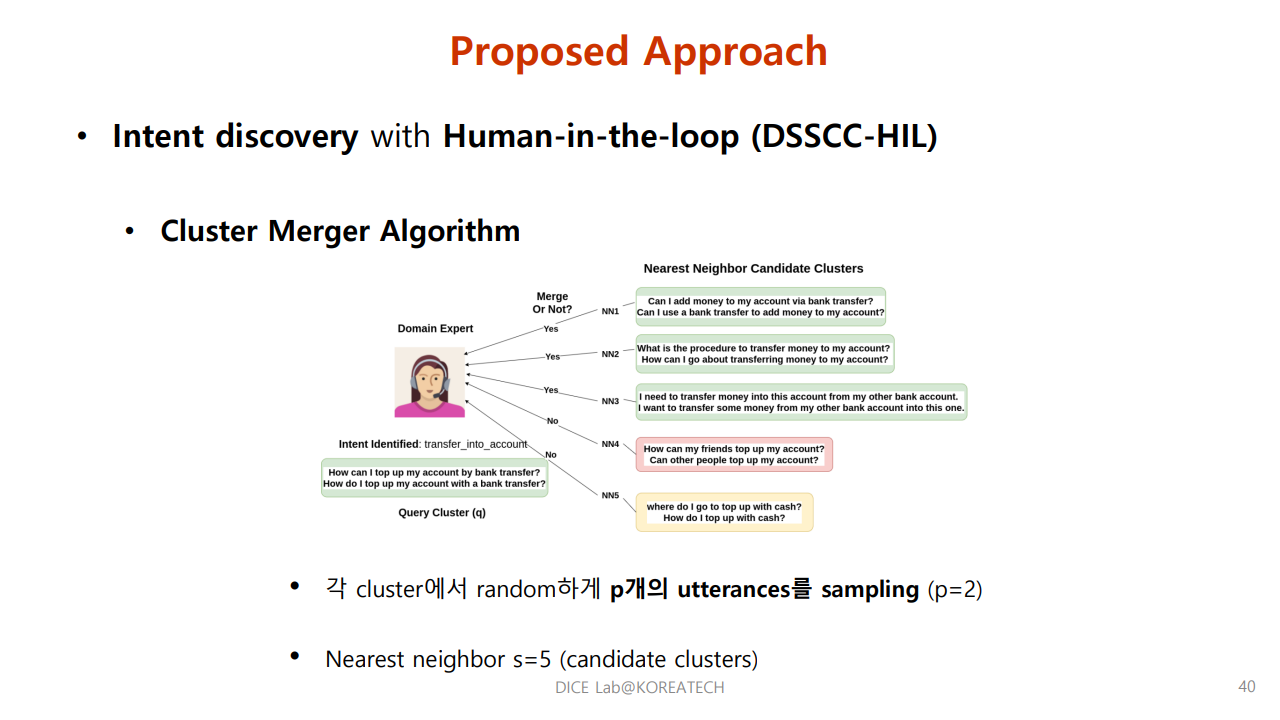 Proposed Approach
• Intent discovery with Human-in-the-loop (DSSCC-HIL)
• Cluster Merger Algorithm
Nearest Neighbor Candidate Clusters
Merge
Or Not?
Domain Expert
Yes
NN1
Can I add money to my account via bank transfer?
Can I use a bank transfer to add money to my account?
Yes
NN2
What is the procedure to transfer money to my account?
How can I go about transferring money to my account?
Yes
NN3
I need to transfer money into this account from my other bank account.
I want to transfer some money from my other bank account into this one.
No
NN4
How can my friends top up my account?
Can other people top up my account?
No
NN5
where do I go to top up with cash?
How do I top up with cash?
Intent Identified: transfer_into_account
How can I top up my account by bank transfer?
How do I top up my account with a bank transfer?
Query Cluster (q)
• 각 cluster에서 random하게 p개의 utterances를 sampling (p=2)
• Nearest neighbor s=5 (candidate clusters)
DICE Lab@KOREATECH
40